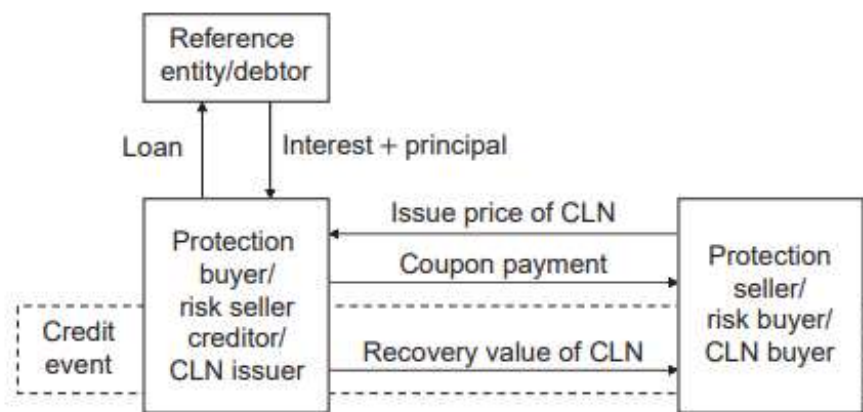 Reference
entity/debtor
Loan
Interest + principal
Protection
buyer/
risk seller
creditor/
CLN issuer
Issue price of CLN
Coupon payment
Protection
seller/
risk buyer/
CLN buyer
Credit
event
Recovery value of CLN